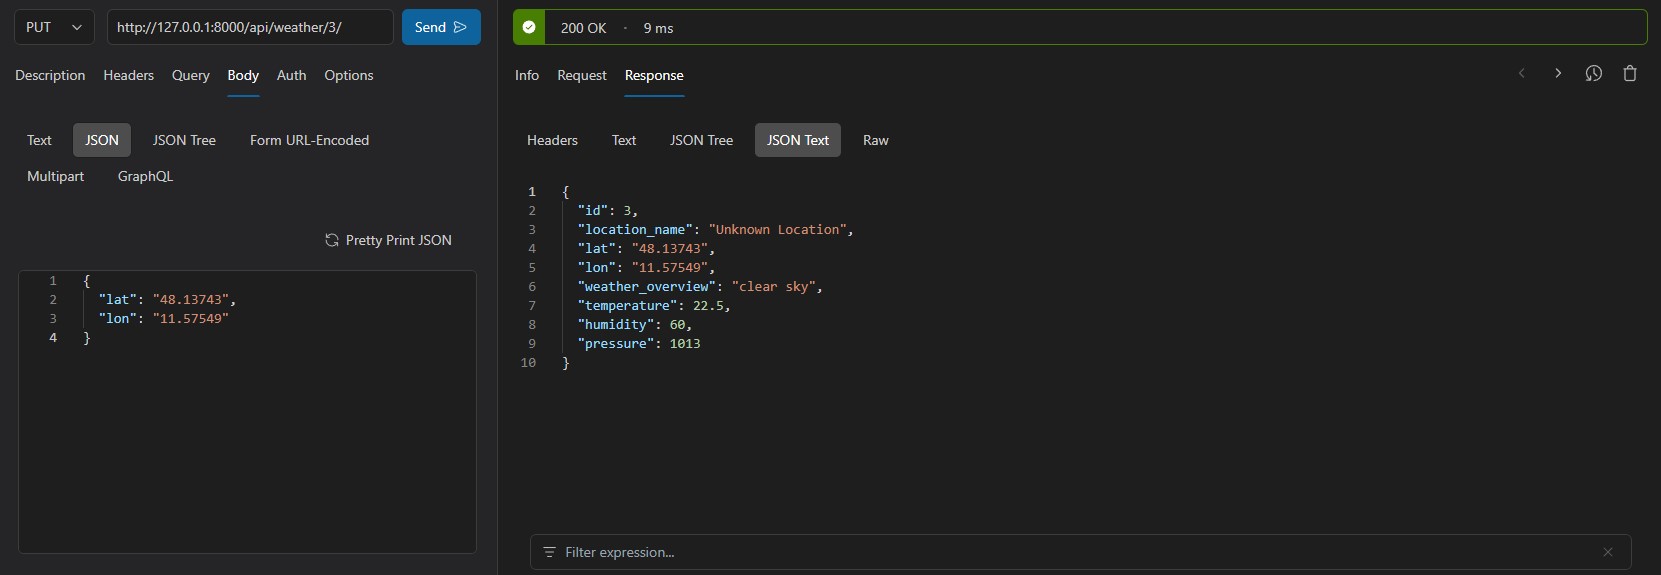 PUT
http://127.0.0.1:8000/api/weather/3/
Send
Description Headers Query Body Auth Options
Text JSON JSON Tree Form URL-Encoded
Multipart GraphQL
Pretty Print JSON
1 {
2 "lat": "48.13743",
3 "lon": "11.57549"
4 }
200 OK · 9 ms
Info Request Response
Headers Text JSON Tree JSON Text Raw
1 {
2 "id": 3,
3 "location_name": "Unknown Location",
4 "lat": "48.13743",
5 "lon": "11.57549",
6 "weather_overview": "clear sky",
7 "temperature": 22.5,
8 "humidity": 60,
9 "pressure": 1013
10 }
Filter expression...